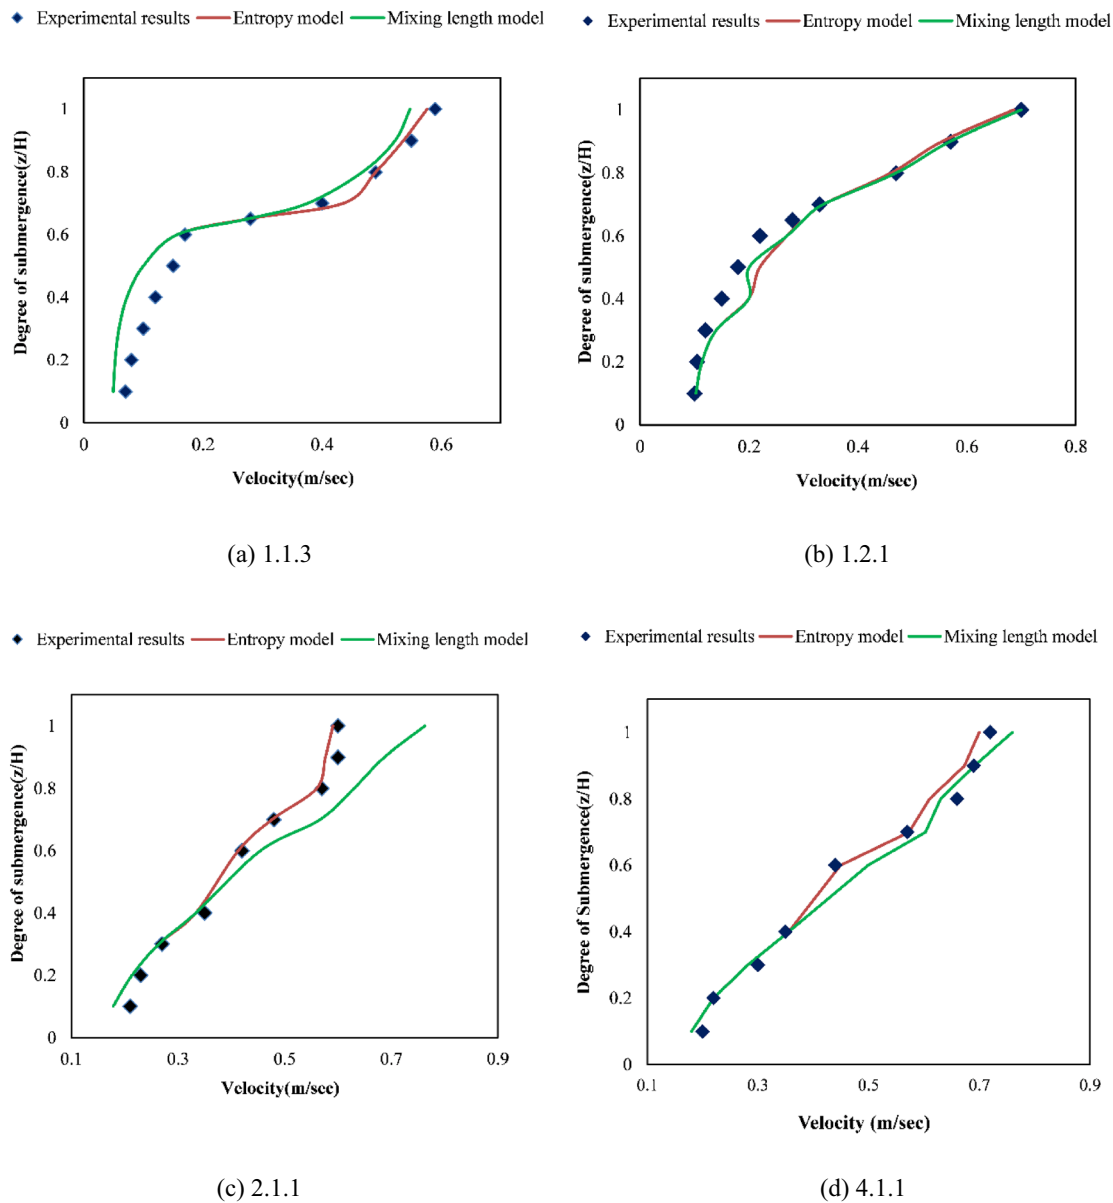 Experimental results Entropy model Mixing length model
Experimental results Entropy model Mixing length model
Degree of submergence(z/H)
1
0.8
0.6
0.4
0.2
0
0 0.2 0.4 0.6
Velocity(m/sec)
(a) 1.1.3
Degree of submergence(z/H)
1
0.8
0.6
0.4
0.2
0
0 0.2 0.4 0.6 0.8
Velocity(m/sec)
(b) 1.2.1
Experimental results Entropy model Mixing length model
Experimental results Entropy model Mixing length model
Degree of submergence(z/H)
1
0.8
0.6
0.4
0.2
0
0.1 0.3 0.5 0.7 0.9
Velocity(m/sec)
(c) 2.1.1
Degree of Submergence(z/H)
1
0.8
0.6
0.4
0.2
0
0.1 0.3 0.5 0.7 0.9
Velocity (m/sec)
(d) 4.1.1